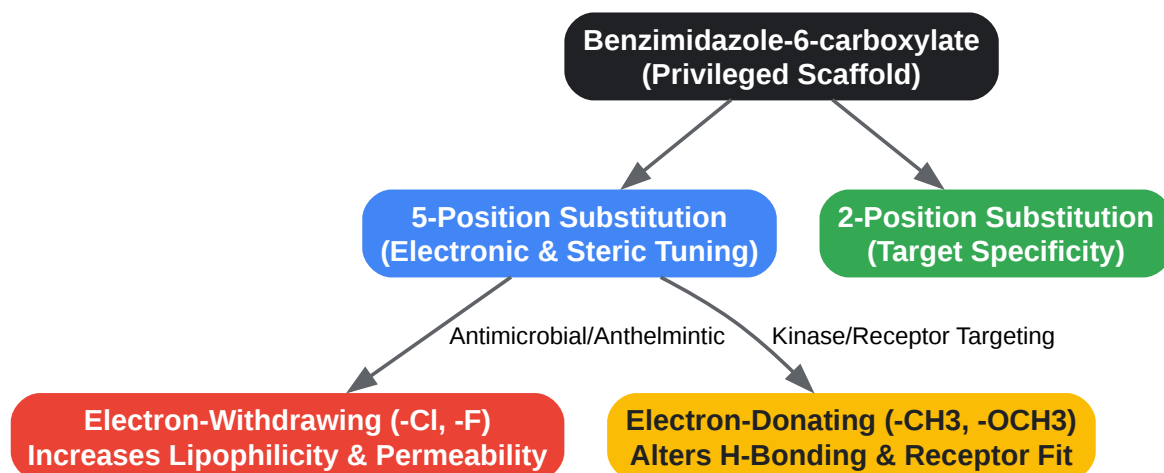 Benzimidazole-6-carboxylate
(Privileged Scaffold)
5-Position Substitution
(Electronic & Steric Tuning)
2-Position Substitution
(Target Specificity)
Antimicrobial/Anthelmintic
Kinase/Receptor Targeting
Electron-Withdrawing (-Cl, -F)
Increases Lipophilicity & Permeability
Electron-Donating (-CH3, -OCH3)
Alters H-Bonding & Receptor Fit